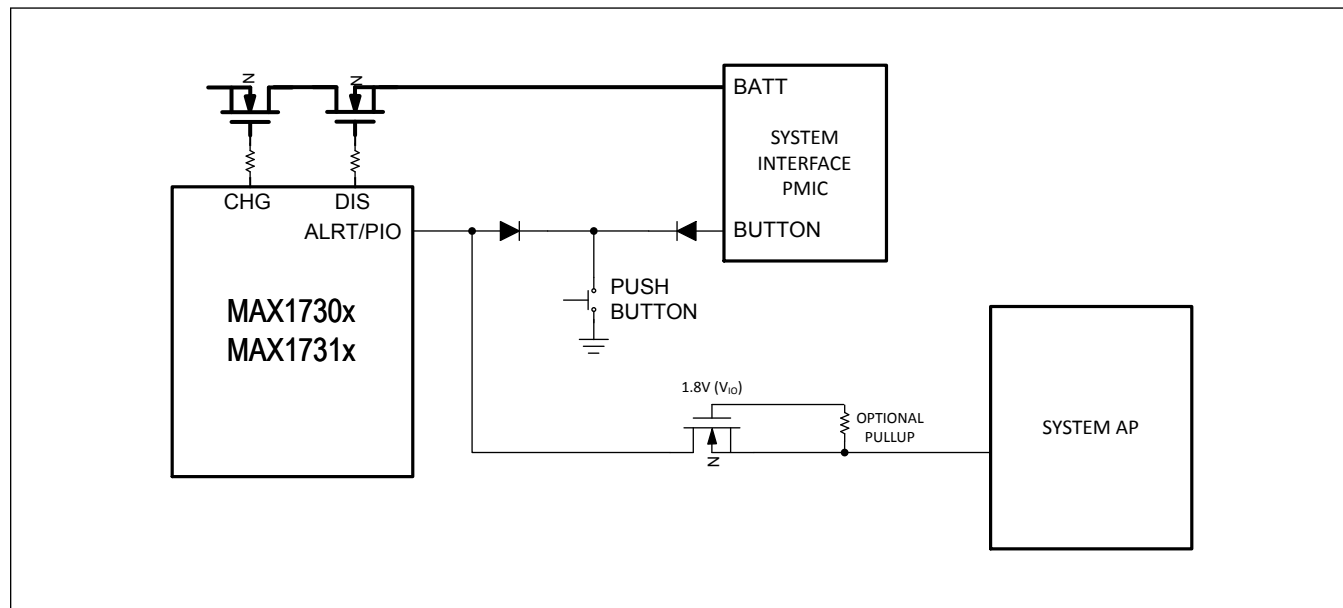 N
N
BATT
SYSTEM
INTERFACE
PMIC
CHG
DIS
ALRT/PIO
BUTTON
PUSH
BUTTON
MAX1730x
MAX1731x
1.8V (VIO)
OPTIONAL
PULLUP
N
SYSTEM AP